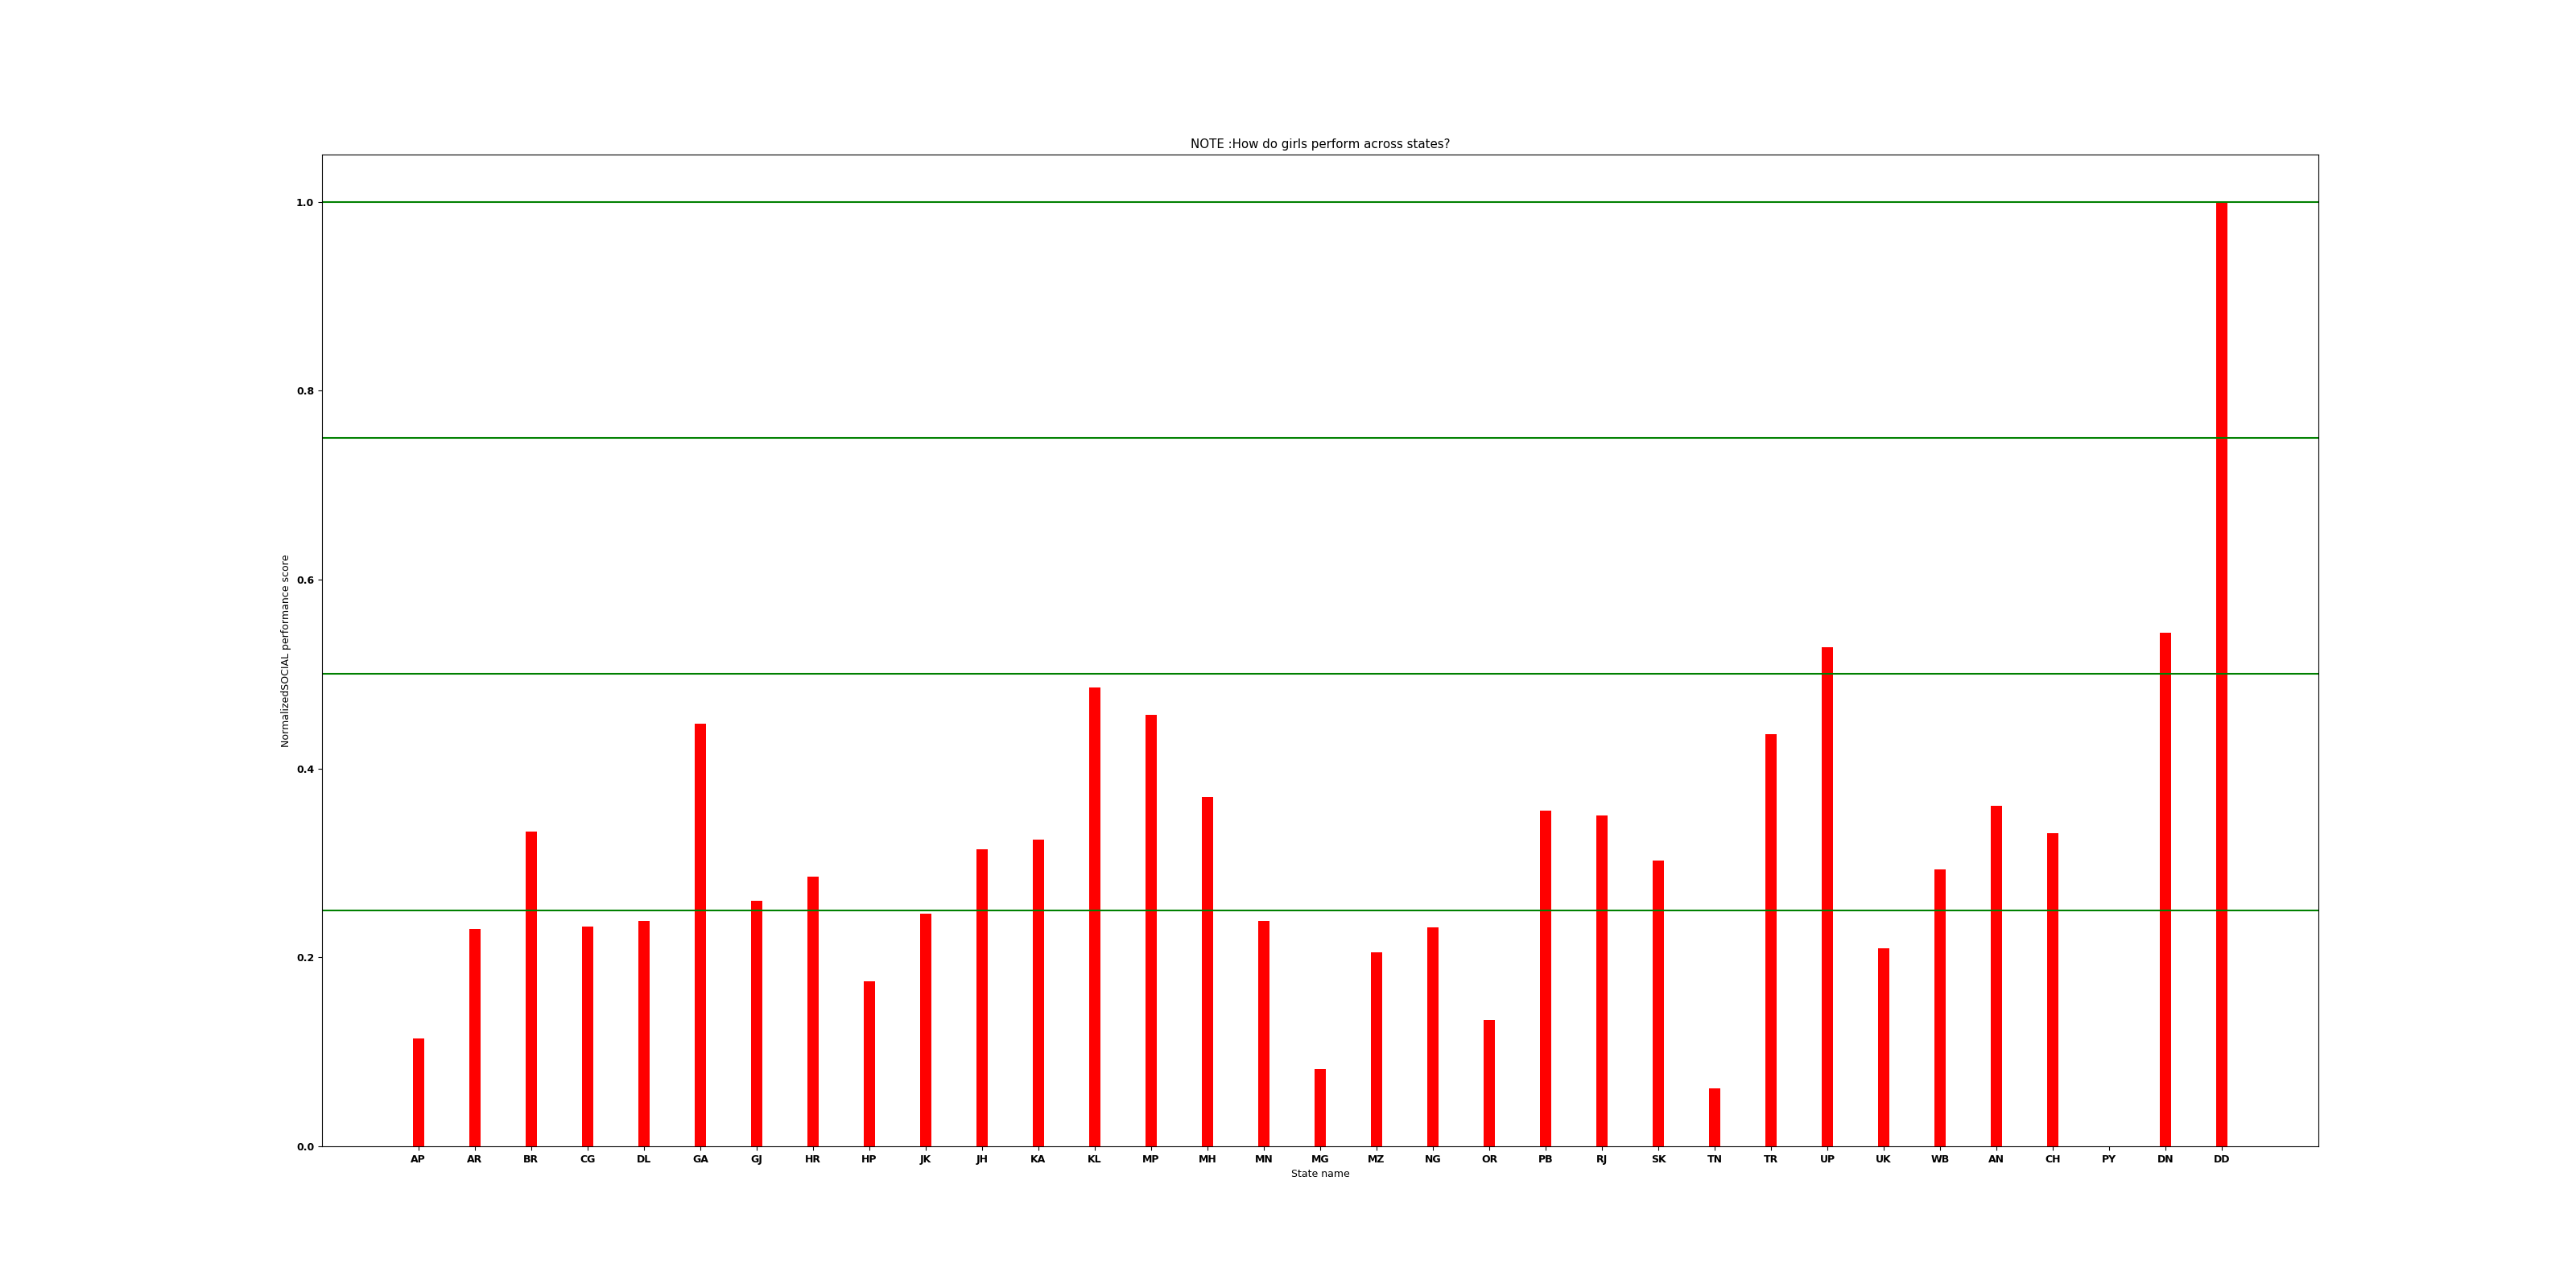 NOTE :How do girls perform across states?
NormalizedSOCIAL performance score
1.0
0.8
0.6
0.4
0.2
0.0
AP AR BR CG DL GA GJ HR HP JK JH KA KL MP MH MN MG MZ NG OR PB RJ SK TN TR UP UK WB AN CH PY DN DD
State name